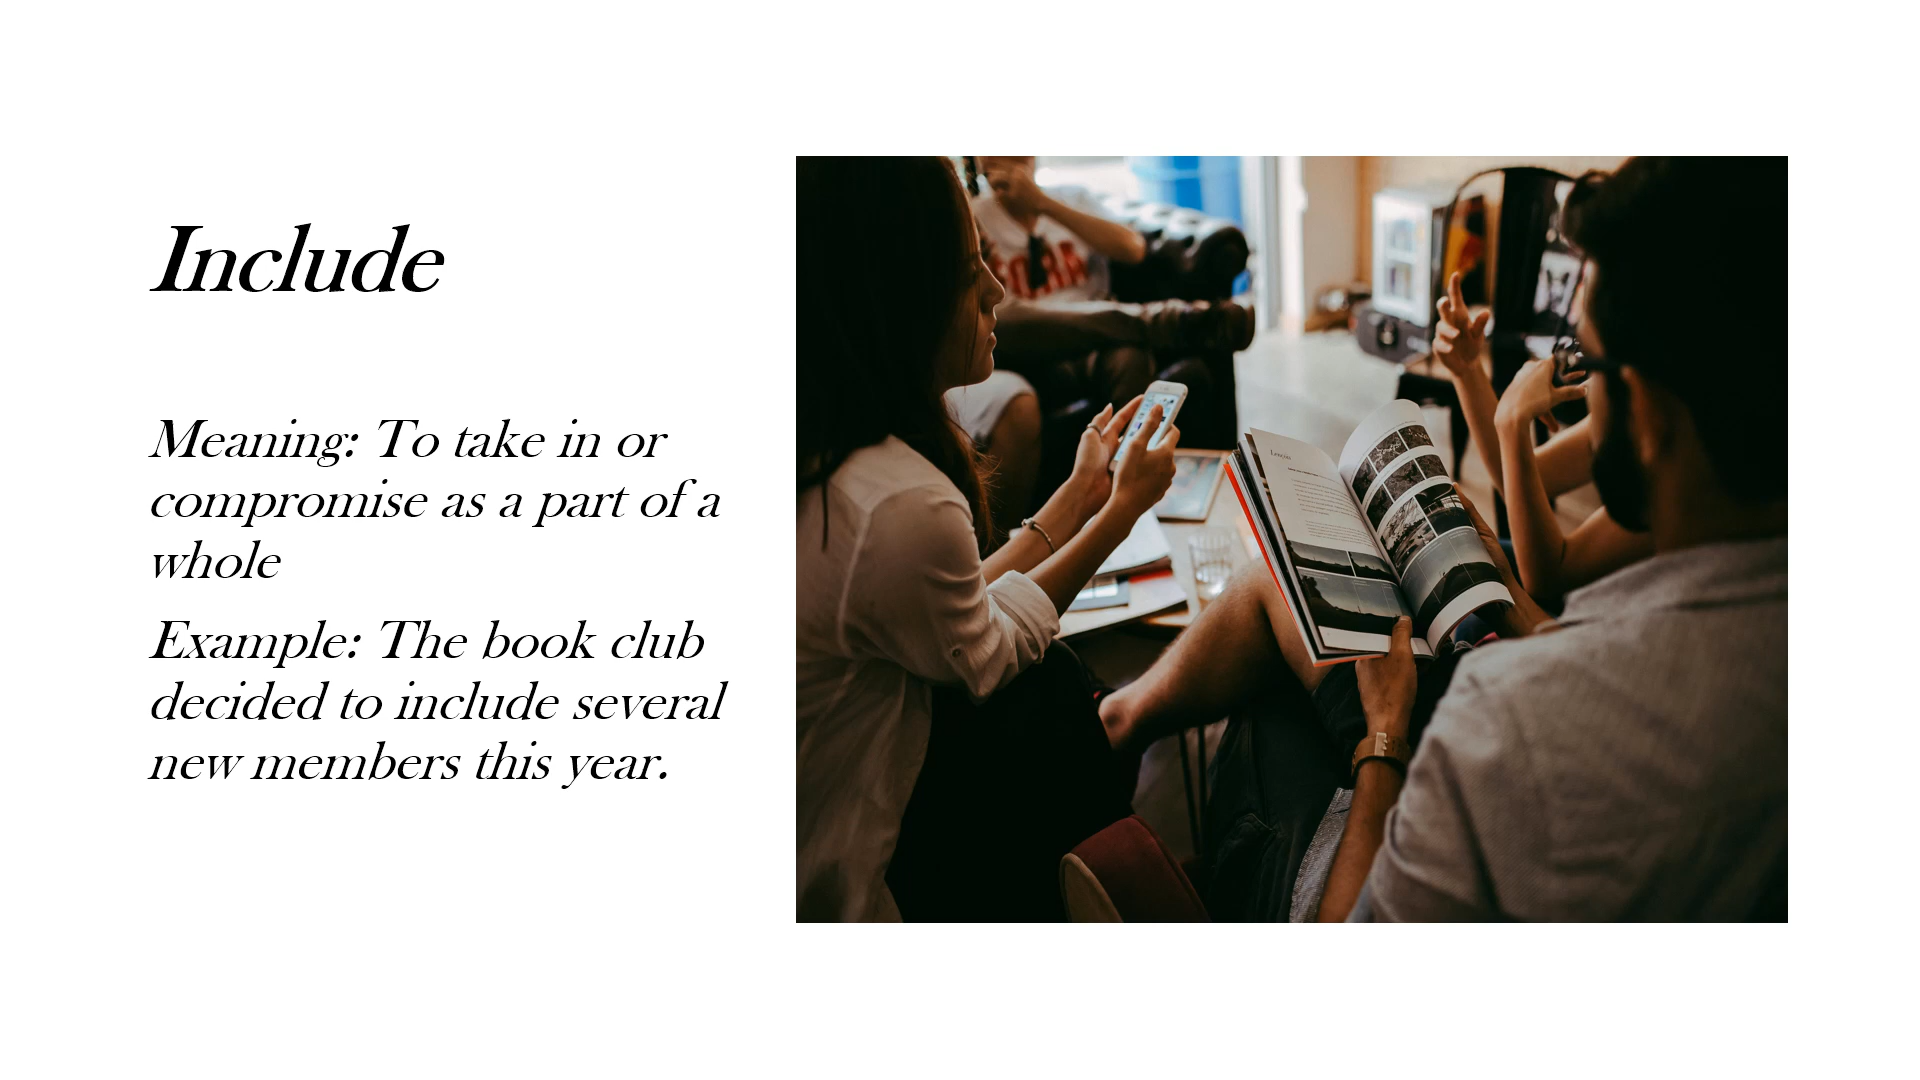 Include
Meaning: To take in or
compromise as a part of a
whole
Example: The book club
decided to include several
new members this year.